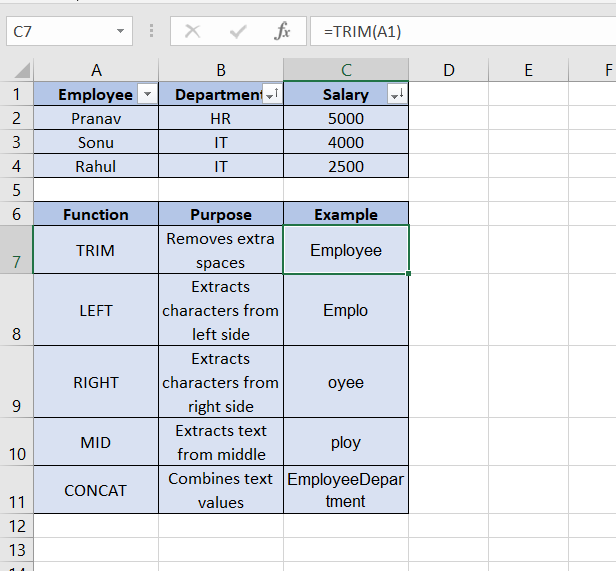 C7 fx =TRIM(A1)
A B C D E F
1 Employee Department Salary
2 Pranav HR 5000
3 Sonu IT 4000
4 Rahul IT 2500
5
6 Function Purpose Example
7 TRIM Removes extra
spaces Employee
8 LEFT Extracts
characters from
left side Emplo
9 RIGHT Extracts
characters from
right side oyee
10 MID Extracts text
from middle ploy
11 CONCAT Combines text
values EmployeeDepar
tment
12
13